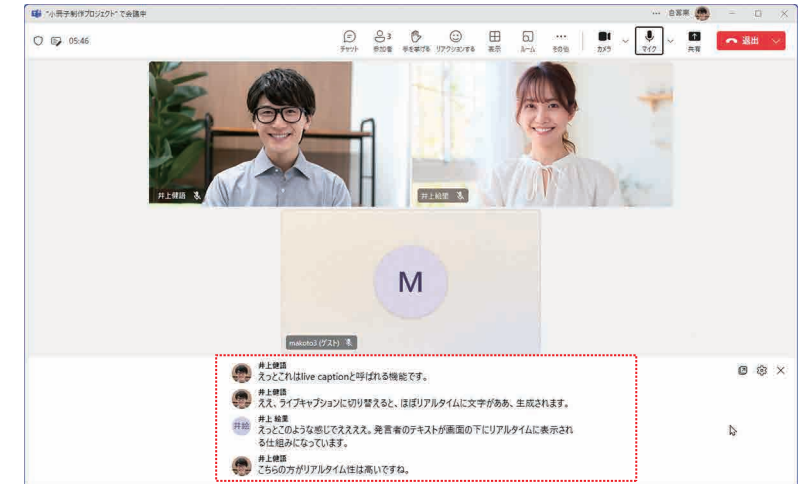 "小冊子制作プロジェクト" で会議中
自習室
05:46
3
チャット
参加者
手を挙げる
リアクションする
表示
ルーム
その他
カメラ
マイク
共有
退出
井上健語
井上絵里
M
makoto3 (ゲスト)
井上健語
えっとこれはlive captionと呼ばれる機能です。
井上健語
ええ、ライブキャプションに切り替えると、ほぼリアルタイムに文字がああ、生成されます。
井絵
井上 絵里
えっとこのような感じでええええ。発言者のテキストが画面の下にリアルタイムに表示され
る仕組みになっています。
井上健語
こちらの方がリアルタイム性は高いですね。